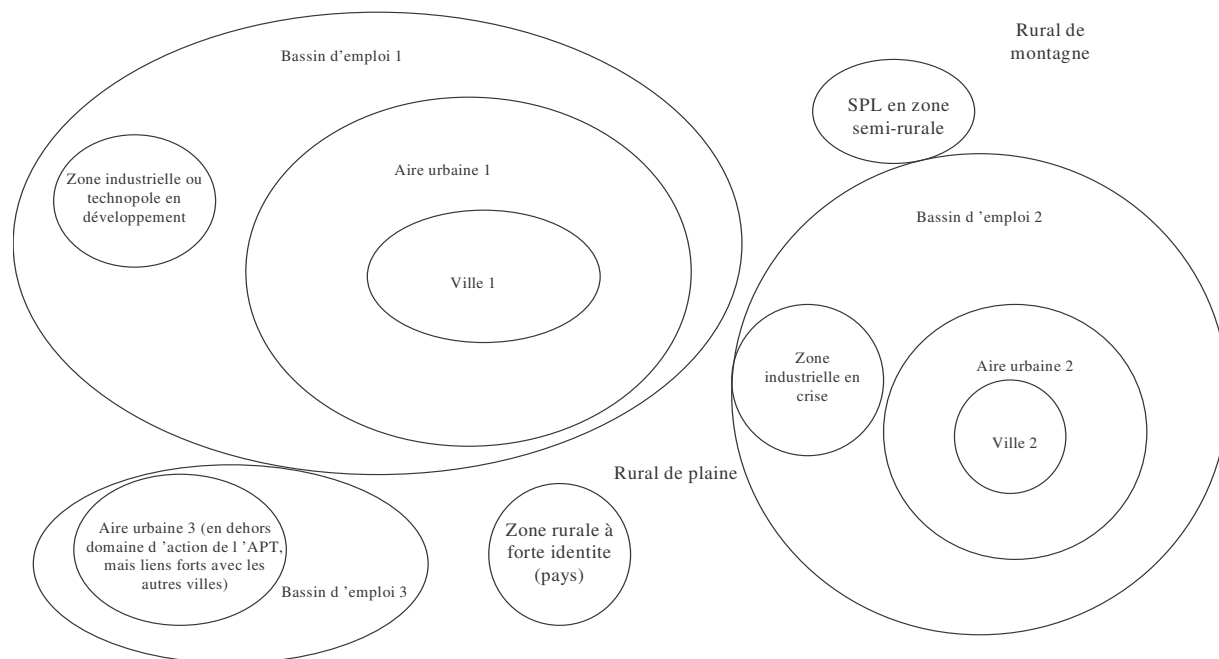 Rural de
montagne
Bassin d'emploi 1
SPL en zone
semi-rurale
Aire urbaine 1
Zone industrielle ou
technopole en
développement
Bassin d ’emploi 2
Ville 1
Zone
industrielle en
crise
Aire urbaine 2
Ville 2
Rural de plaine
Aire urbaine 3 (en dehors
domaine d ’action de l ’APT,
mais liens forts avec les
autres villes)
Zone rurale à
forte identite
(pays)
Bassin d ’emploi 3